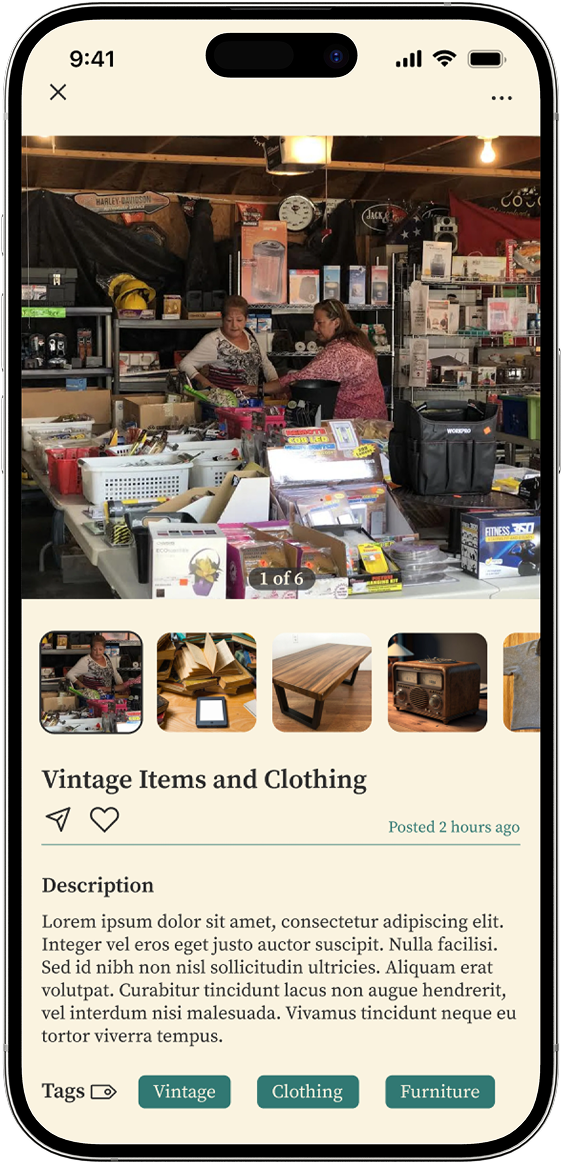 9:41
HARLEY-DAVIDSON
JACK
WORKPRO
FITNESS 360
1 of 6
Vintage Items and Clothing
Posted 2 hours ago
Description
Lorem ipsum dolor sit amet, consectetur adipiscing elit.
Integer vel eros eget justo auctor suscipit. Nulla facilisi.
Sed id nibh non nisl sollicitudin ultricies. Aliquam erat
volutpat. Curabitur tincidunt lacus non augue hendrerit,
vel interdum nisi malesuada. Vivamus tincidunt neque eu
tortor viverra tempus.
Tags
Vintage Clothing Furniture